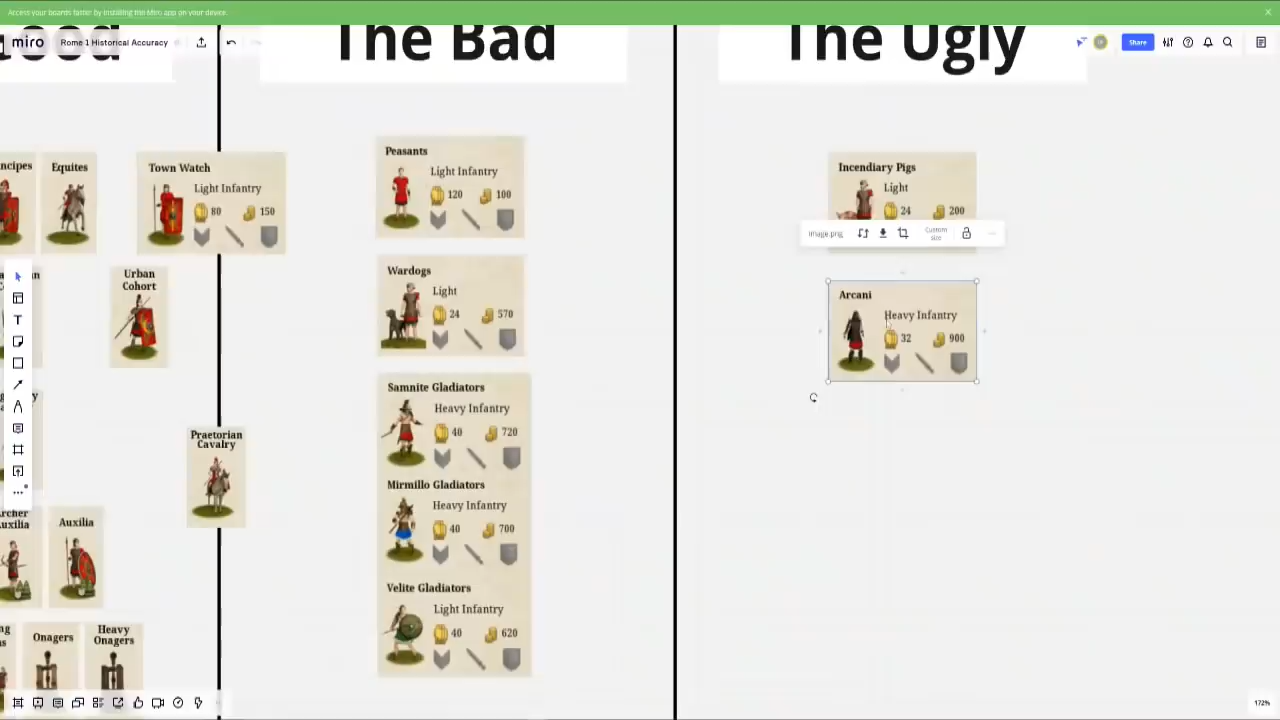 Access your boards faster by installing the Miro app on your device.
The Bad
The Ugly
miro
Rome 1 Historical Accuracy
Share
Equites
Town Watch
Light Infantry
80 150
Urban
Cohort
Praetorian
Cavalry
Auxilia
Onagers
Heavy
Onagers
Peasants
Light Infantry
120 100
Wardogs
Light
24 570
Samnite Gladiators
Heavy Infantry
40 720
Mirmillo Gladiators
Heavy Infantry
40 700
Velite Gladiators
Light Infantry
40 620
Incendiary Pigs
Light
24 200
image.png
Custom
size
Arcani
Heavy Infantry
32 900
172%